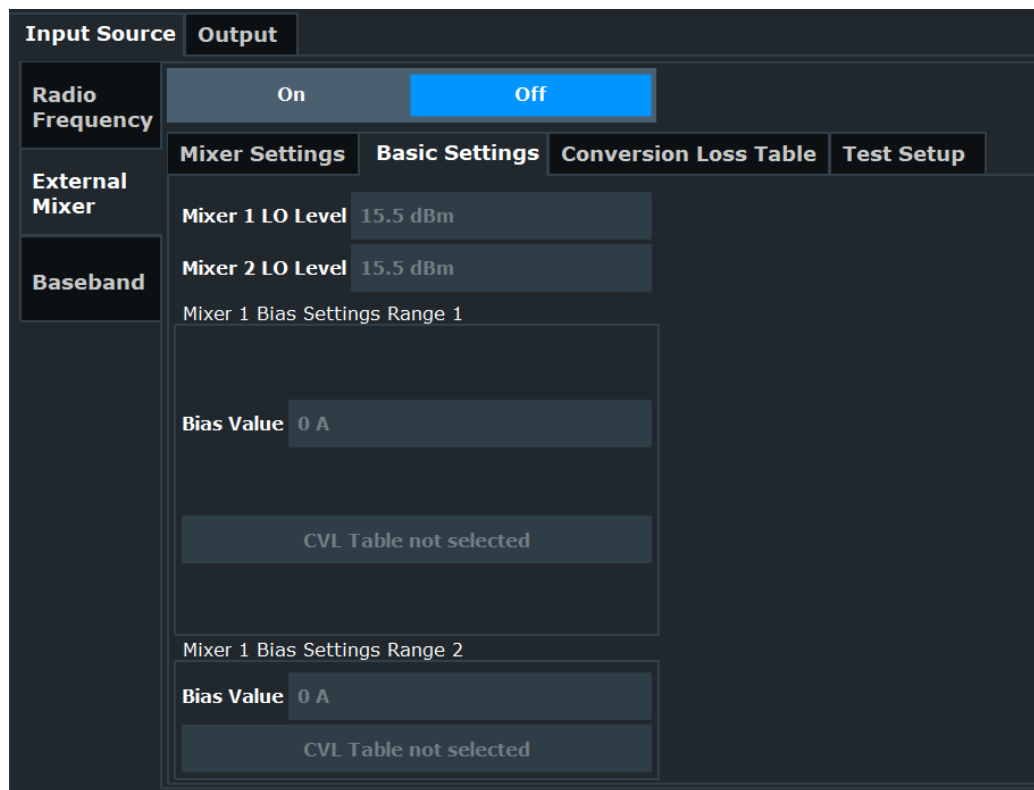 Input Source Output
Radio Frequency
External Mixer
Baseband
On Off
Mixer Settings Basic Settings Conversion Loss Table Test Setup
Mixer 1 LO Level 15.5 dBm
Mixer 2 LO Level 15.5 dBm
Mixer 1 Bias Settings Range 1
Bias Value 0 A
CVL Table not selected
Mixer 1 Bias Settings Range 2
Bias Value 0 A
CVL Table not selected